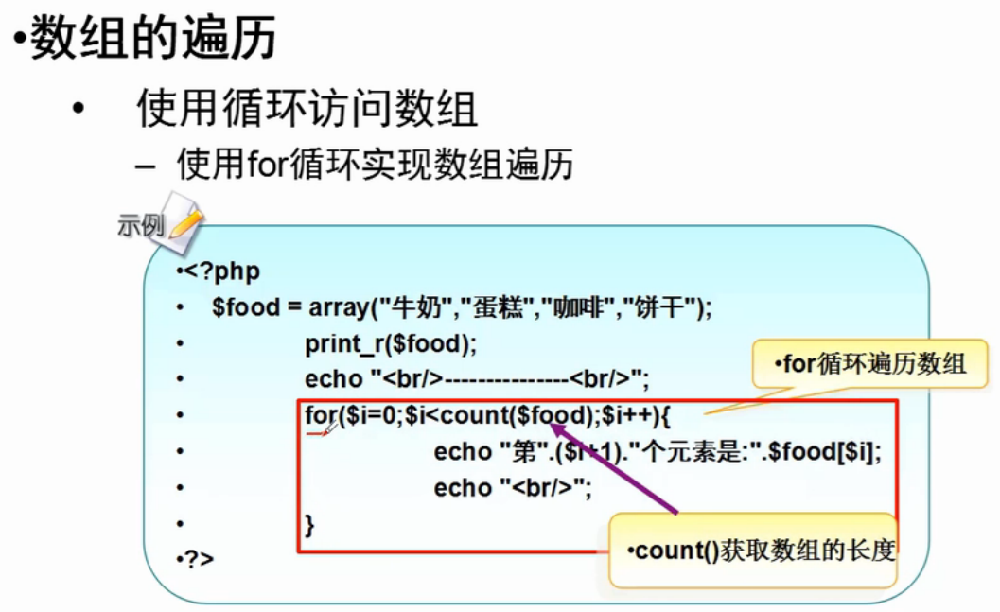 •数组的遍历
• 使用循环访问数组
– 使用for循环实现数组遍历
示例
•<?php
• $food = array("牛奶","蛋糕","咖啡","饼干");
• print_r($food);
• echo "<br/>---------------<br/>";
•for循环遍历数组
• for($i=0;$i<count($food);$i++){
• echo "第".($i+1)."个元素是:".$food[$i];
• echo "<br/>";
• }
•count()获取数组的长度
•?>